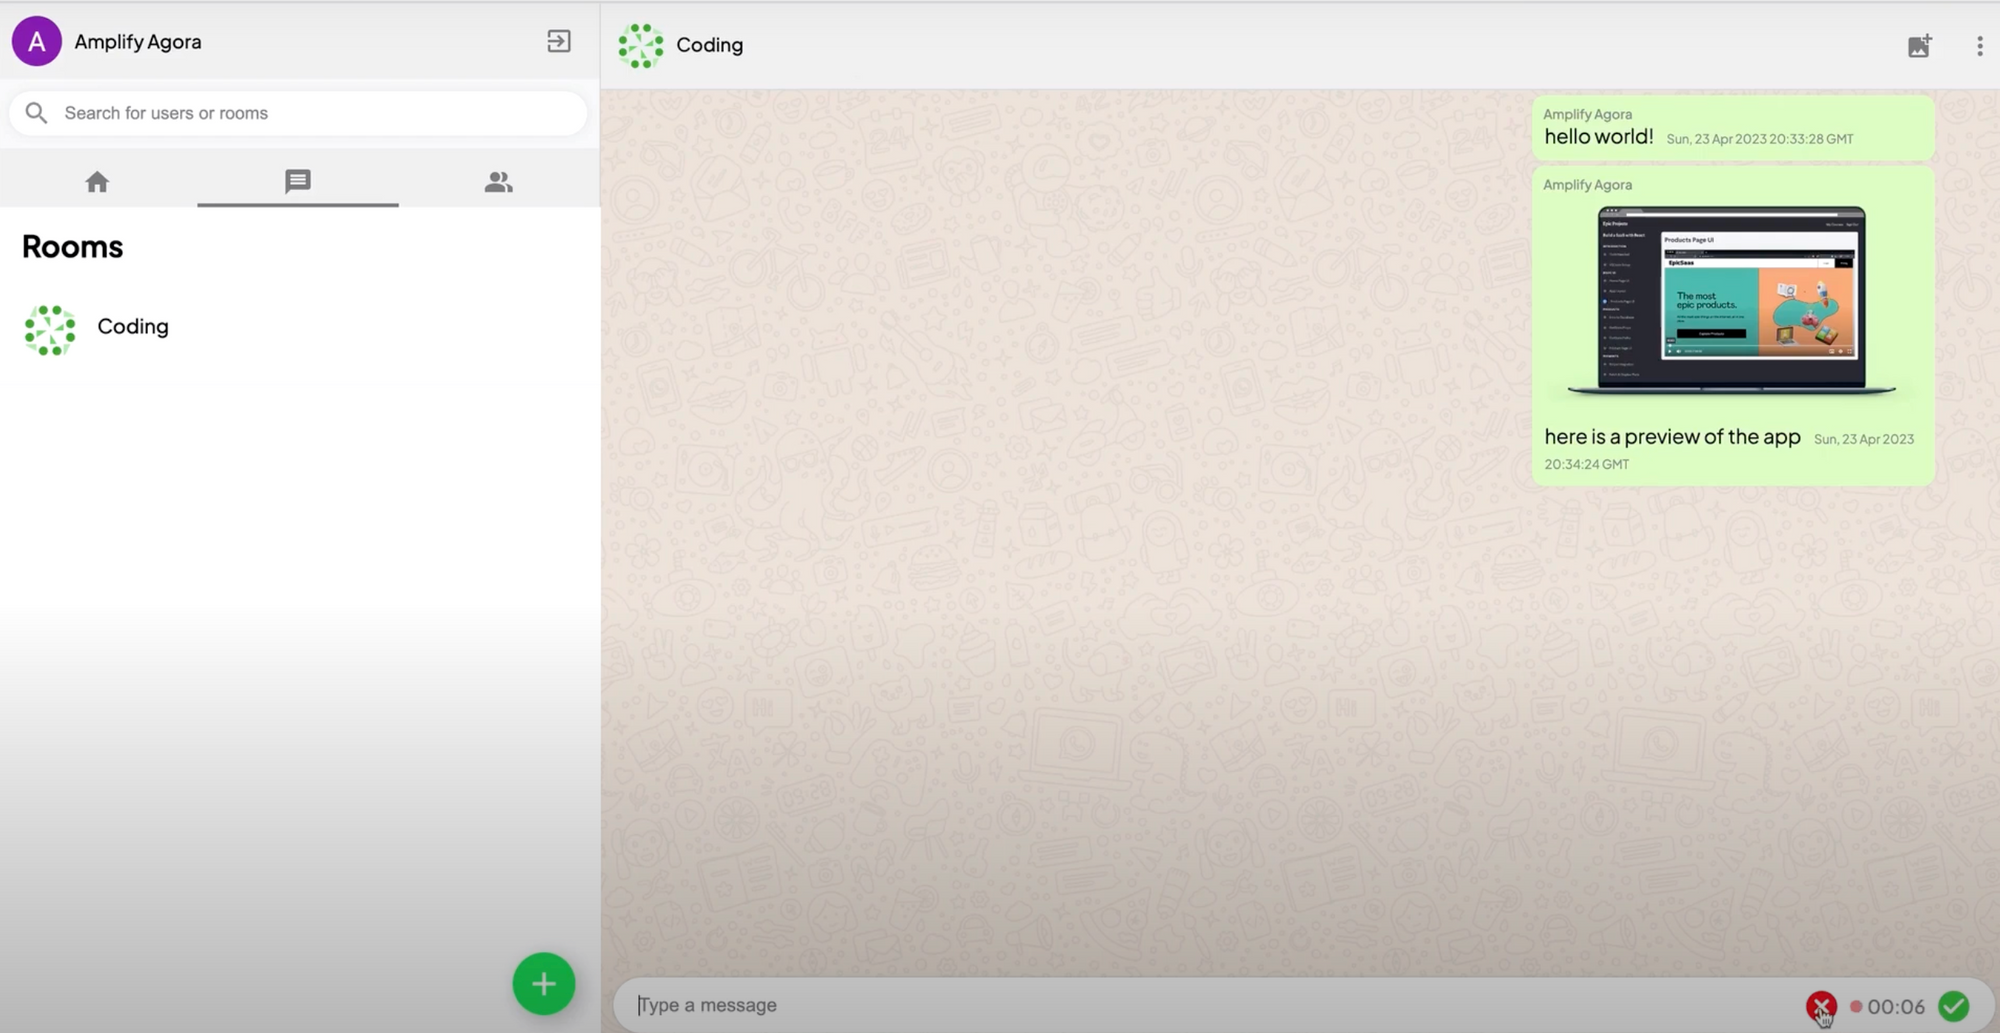 A
Amplify Agora
Search for users or rooms
Rooms
Coding
Coding
Amplify Agora
hello world! Sun, 23 Apr 2023 20:33:28 GMT
Amplify Agora
Products Page UI
EpicSeas
The most
epic products.
here is a preview of the app Sun, 23 Apr 2023
20:34:24 GMT
Type a message
00:06